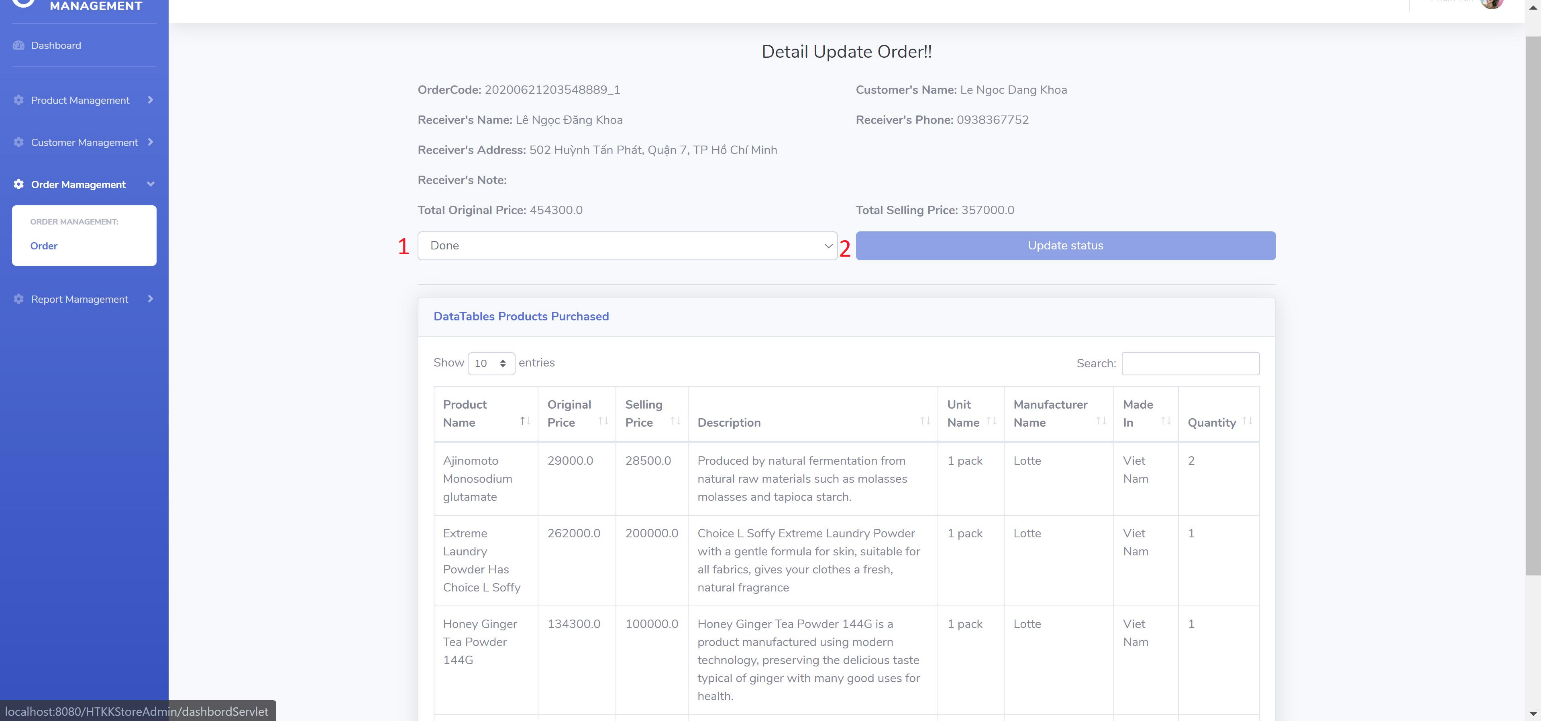 MANAGEMENT
Dashboard
Product Management
Customer Management
Order Mamagement
ORDER MANAGEMENT:
Order
Report Mamagement
Detail Update Order!!
OrderCode: 20200621203548889_1
Customer's Name: Le Ngoc Dang Khoa
Receiver's Name: Lê Ngọc Đăng Khoa
Receiver's Phone: 0938367752
Receiver's Address: 502 Huỳnh Tấn Phát, Quận 7, TP Hồ Chí Minh
Receiver's Note:
Total Original Price: 454300.0
Total Selling Price: 357000.0
1
Done
2
Update status
DataTables Products Purchased
Show 10 entries
Search:
Product Name
Original Price
Selling Price
Description
Unit Name
Manufacturer Name
Made In
Quantity
Ajinomoto
Monosodium
glutamate
29000.0
28500.0
Produced by natural fermentation from
natural raw materials such as molasses
molasses and tapioca starch.
1 pack
Lotte
Viet
Nam
2
Extreme
Laundry
Powder Has
Choice L Soffy
262000.0
200000.0
Choice L Soffy Extreme Laundry Powder
with a gentle formula for skin, suitable for
all fabrics, gives your clothes a fresh,
natural fragrance
1 pack
Lotte
Viet
Nam
1
Honey Ginger
Tea Powder
144G
134300.0
100000.0
Honey Ginger Tea Powder 144G is a
product manufactured using modern
technology, preserving the delicious taste
typical of ginger with many good uses for
health.
1 pack
Lotte
Viet
Nam
1
localhost:8080/HTKKStoreAdmin/dashbordServlet